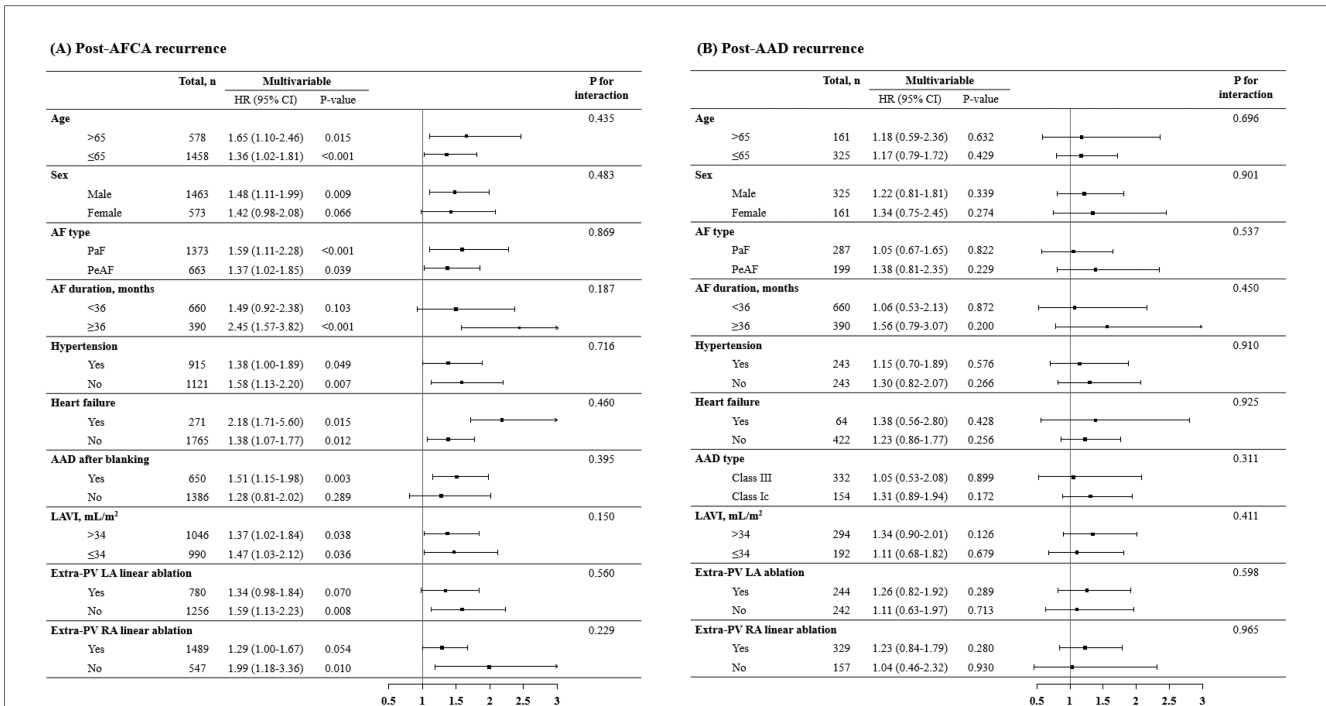 (A) Post-AFCA recurrence
Total, n Multivariable P for interaction
HR (95% CI) P-value
Age 0.435
>65 578 1.65 (1.10-2.46) 0.015
≤65 1458 1.36 (1.02-1.81) <0.001
Sex 0.483
Male 1463 1.48 (1.11-1.99) 0.009
Female 573 1.42 (0.98-2.08) 0.066
AF type 0.869
PaF 1373 1.59 (1.11-2.28) <0.001
PeAF 663 1.37 (1.02-1.85) 0.039
AF duration, months 0.187
<36 660 1.49 (0.92-2.38) 0.103
≥36 390 2.45 (1.57-3.82) <0.001
Hypertension 0.716
Yes 915 1.38 (1.00-1.89) 0.049
No 1121 1.58 (1.13-2.20) 0.007
Heart failure 0.460
Yes 271 2.18 (1.71-5.60) 0.015
No 1765 1.38 (1.07-1.77) 0.012
AAD after blanking 0.395
Yes 650 1.51 (1.15-1.98) 0.003
No 1386 1.28 (0.81-2.02) 0.289
LAVI, mL/m² 0.150
>34 1046 1.37 (1.02-1.84) 0.038
≤34 990 1.47 (1.03-2.12) 0.036
Extra-PV LA linear ablation 0.560
Yes 780 1.34 (0.98-1.84) 0.070
No 1256 1.59 (1.13-2.23) 0.008
Extra-PV RA linear ablation 0.229
Yes 1489 1.29 (1.00-1.67) 0.054
No 547 1.99 (1.18-3.36) 0.010
0.5 1 1.5 2 2.5 3
(B) Post-AAD recurrence
Total, n Multivariable P for interaction
HR (95% CI) P-value
Age 0.696
>65 161 1.18 (0.59-2.36) 0.632
≤65 325 1.17 (0.79-1.72) 0.429
Sex 0.901
Male 325 1.22 (0.81-1.81) 0.339
Female 161 1.34 (0.75-2.45) 0.274
AF type 0.537
PaF 287 1.05 (0.67-1.65) 0.822
PeAF 199 1.38 (0.81-2.35) 0.229
AF duration, months 0.450
<36 660 1.06 (0.53-2.13) 0.872
≥36 390 1.56 (0.79-3.07) 0.200
Hypertension 0.910
Yes 243 1.15 (0.70-1.89) 0.576
No 243 1.30 (0.82-2.07) 0.266
Heart failure 0.925
Yes 64 1.38 (0.56-2.80) 0.428
No 422 1.23 (0.86-1.77) 0.256
AAD type 0.311
Class III 332 1.05 (0.53-2.08) 0.899
Class Ic 154 1.31 (0.89-1.94) 0.172
LAVI, mL/m² 0.411
>34 294 1.34 (0.90-2.01) 0.126
≤34 192 1.11 (0.68-1.82) 0.679
Extra-PV LA ablation 0.598
Yes 244 1.26 (0.82-1.92) 0.289
No 242 1.11 (0.63-1.97) 0.713
Extra-PV RA linear ablation 0.965
Yes 329 1.23 (0.84-1.79) 0.280
No 157 1.04 (0.46-2.32) 0.930
0.5 1 1.5 2 2.5 3